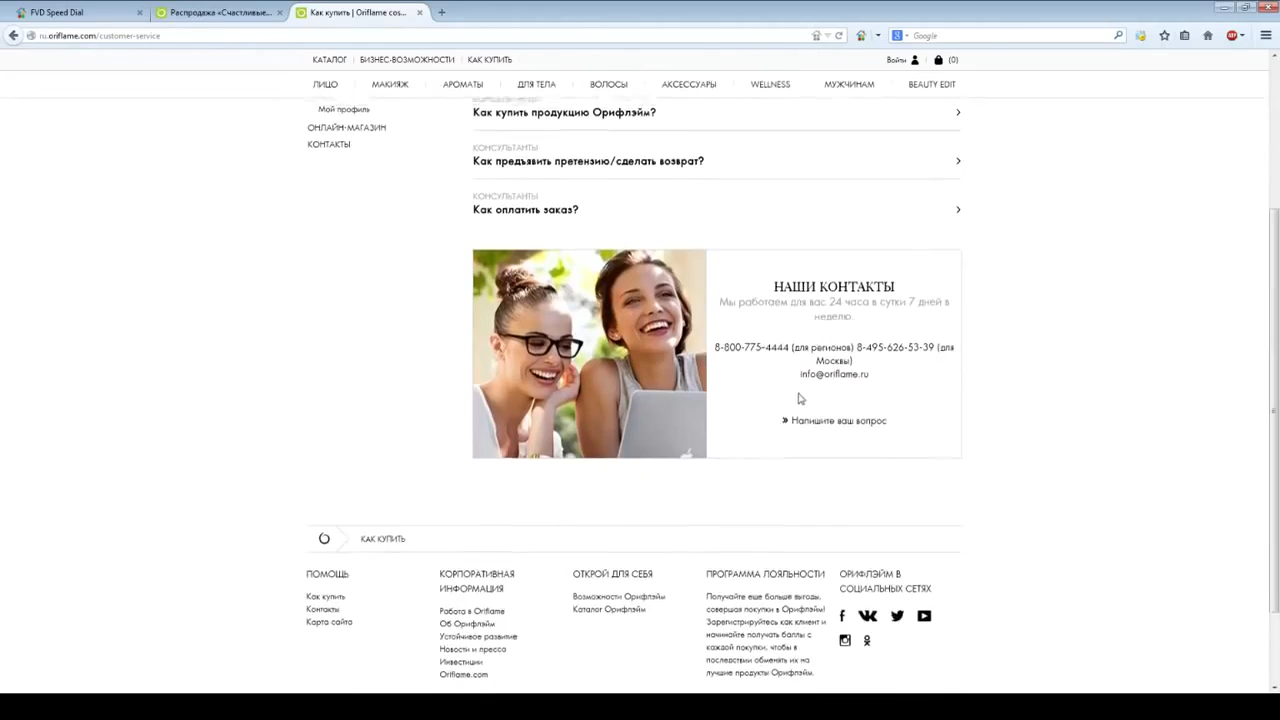 FVD Speed Dial
Распродажа «Счастливые...
Как купить | Oriflame cos...
ru.oriflame.com/customer-service
Google
КАТАЛОГ
БИЗНЕС-ВОЗМОЖНОСТИ
КАК КУПИТЬ
Войти
(0)
ЛИЦО
МАКИЯЖ
АРОМАТЫ
ДЛЯ ТЕЛА
ВОЛОСЫ
АКСЕССУАРЫ
WELLNESS
МУЖЧИНАМ
BEAUTY EDIT
Мой профиль
ОНЛАЙН-МАГАЗИН
КОНТАКТЫ
Как купить продукцию Орифлэйм?
КОНСУЛЬТАНТЫ
Как предъявить претензию/сделать возврат?
КОНСУЛЬТАНТЫ
Как оплатить заказ?
НАШИ КОНТАКТЫ
Мы работаем для вас 24 часа в сутки 7 дней в
неделю.
8-800-775-4444 (для регионов) 8-495-626-53-39 (для
Москвы)
info@oriflame.ru
» Напишите ваш вопрос
КАК КУПИТЬ
ПОМОЩЬ
Как купить
Контакты
Карта сайта
КОРПОРАТИВНАЯ
ИНФОРМАЦИЯ
Работа в Oriflame
Об Орифлэйм
Устойчивое развитие
Новости и пресса
Инвестиции
Oriflame.com
ОТКРОЙ ДЛЯ СЕБЯ
Возможности Орифлэйм
Каталог Орифлэйм
ПРОГРАММА ЛОЯЛЬНОСТИ
Получайте еще больше выгоды,
совершая покупки в Орифлэйм!
Зарегистрируйтесь как клиент и
начинайте получать баллы с
каждой покупки, чтобы в
последствии обменять их на
лучшие продукты Орифлэйм.
ОРИФЛЭЙМ В
СОЦИАЛЬНЫХ СЕТЯХ